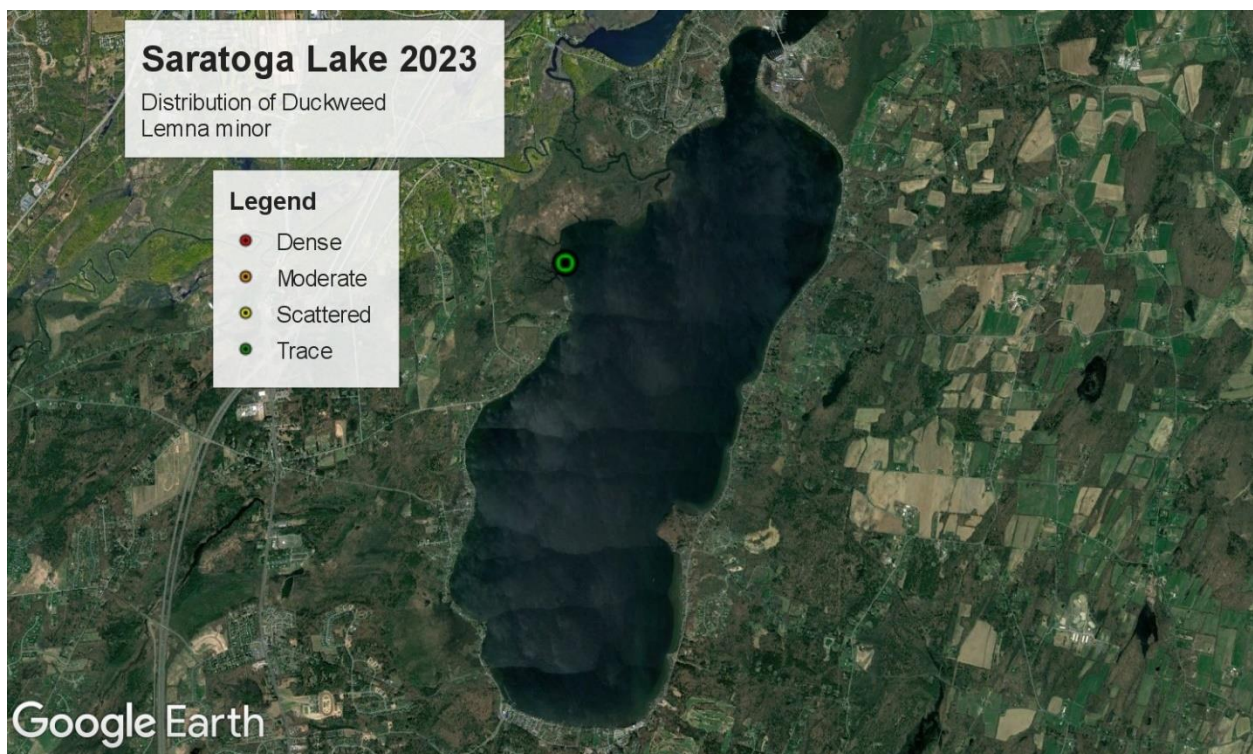 Saratoga Lake 2023
Distribution of Duckweed
Lemna minor
Legend
Dense
Moderate
Scattered
Trace
Google Earth